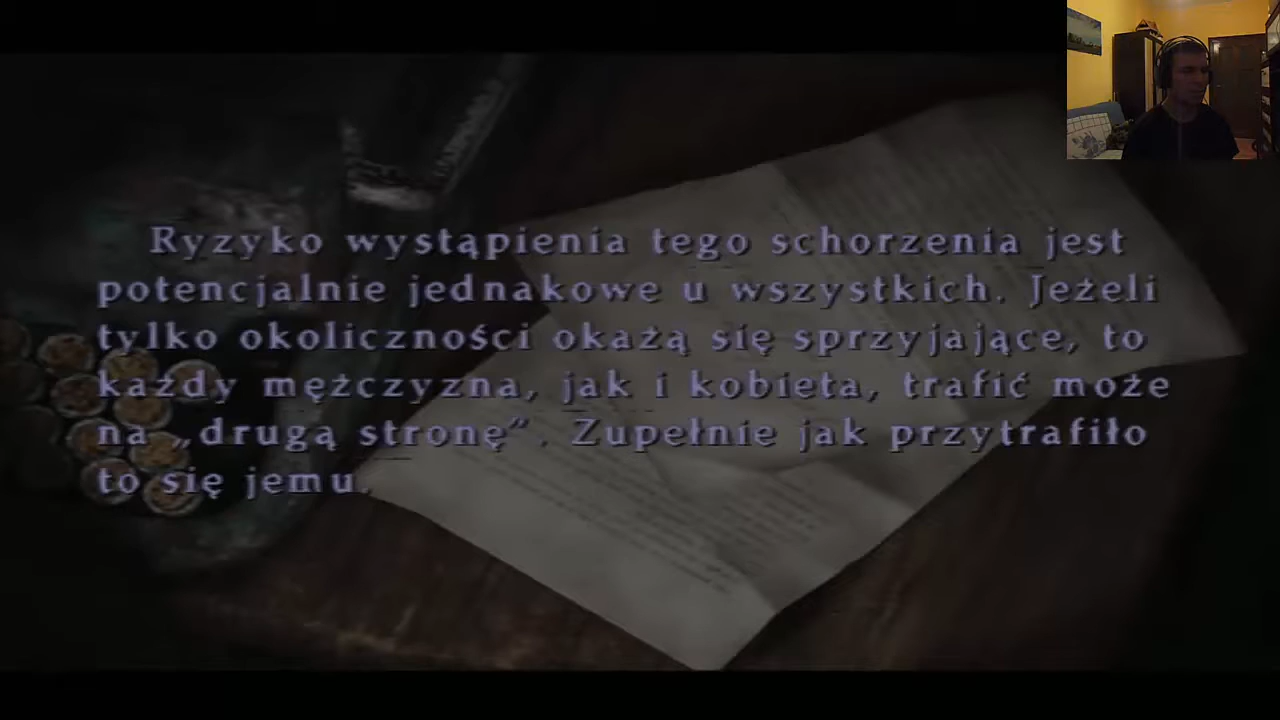 Ryzyko wystąpienia tego schorzenia jest
potencjalnie jednakowe u wszystkich. Jeżeli
tylko okoliczności okażą się sprzyjające, to
każdy mężczyzna, jak i kobieta, trafić może
na „drugą stronę”. Zupełnie jak przytrafiło
to się jemu.